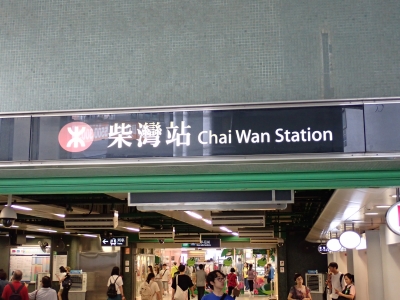 柴灣站 Chai Wan Station